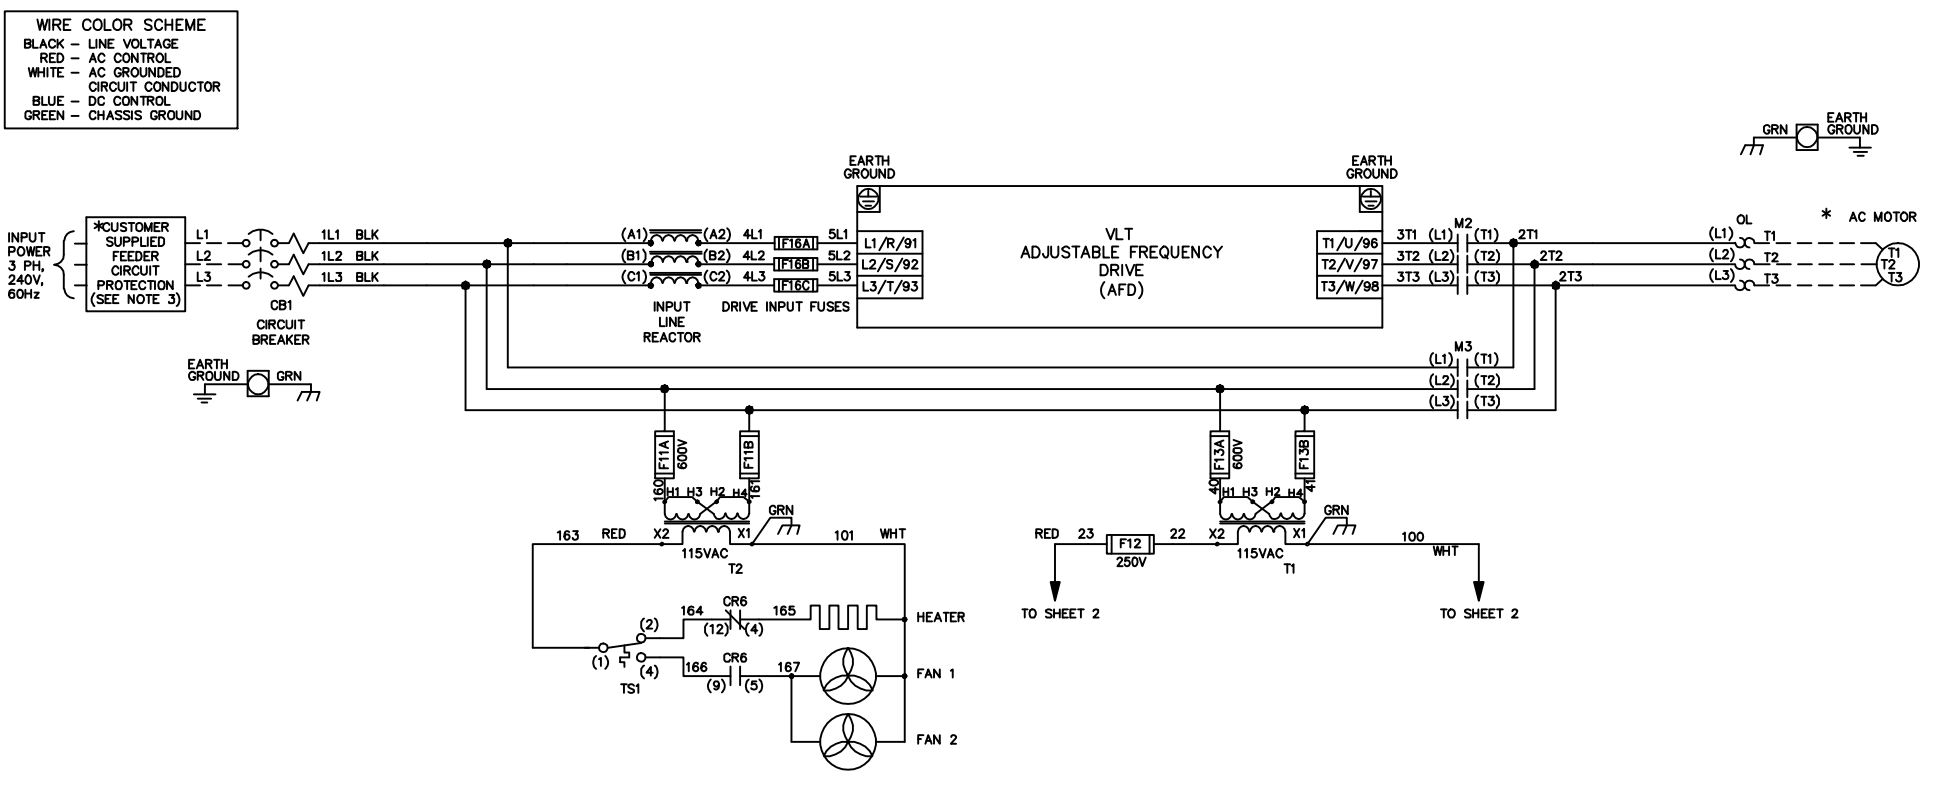 WIRE COLOR SCHEME
BLACK – LINE VOLTAGE
RED – AC CONTROL
WHITE – AC GROUNDED
CIRCUIT CONDUCTOR
BLUE – DC CONTROL
GREEN – CHASSIS GROUND
GRN
EARTH
GROUND
EARTH
GROUND
EARTH
GROUND
INPUT
POWER
3 PH,
240V,
60Hz
*CUSTOMER
SUPPLIED
FEEDER
CIRCUIT
PROTECTION
(SEE NOTE 3)
L1
L2
L3
CB1
CIRCUIT
BREAKER
1L1 BLK
1L2 BLK
1L3 BLK
(A1) (A2) 4L1 F16A 5L1
(B1) (B2) 4L2 F16B 5L2
(C1) (C2) 4L3 F16C 5L3
INPUT
LINE
REACTOR
DRIVE INPUT FUSES
L1/R/91
L2/S/92
L3/T/93
VLT
ADJUSTABLE FREQUENCY
DRIVE
(AFD)
T1/U/96
T2/V/97
T3/W/98
M2
3T1 (L1) (T1) 2T1
3T2 (L2) (T2) 2T2
3T3 (L3) (T3) 2T3
OL
(L1) T1
(L2) T2
(L3) T3
* AC MOTOR
T1
T2
T3
M3
(L1) (T1)
(L2) (T2)
(L3) (T3)
EARTH
GROUND
GRN
F11A
600V
F11B
160
161
H1 H3 H2 H4
GRN
163 RED X2 X1 101 WHT
115VAC
T2
F13A
600V
F13B
40
41
H1 H3 H2 H4
GRN
RED 23 F12 22 X2 X1 100
WHT
250V
115VAC
T1
TO SHEET 2
TO SHEET 2
CR6
164 165
(12) (4)
HEATER
(2)
(1)
(4)
TS1
CR6
166 167
(9) (5)
FAN 1
FAN 2